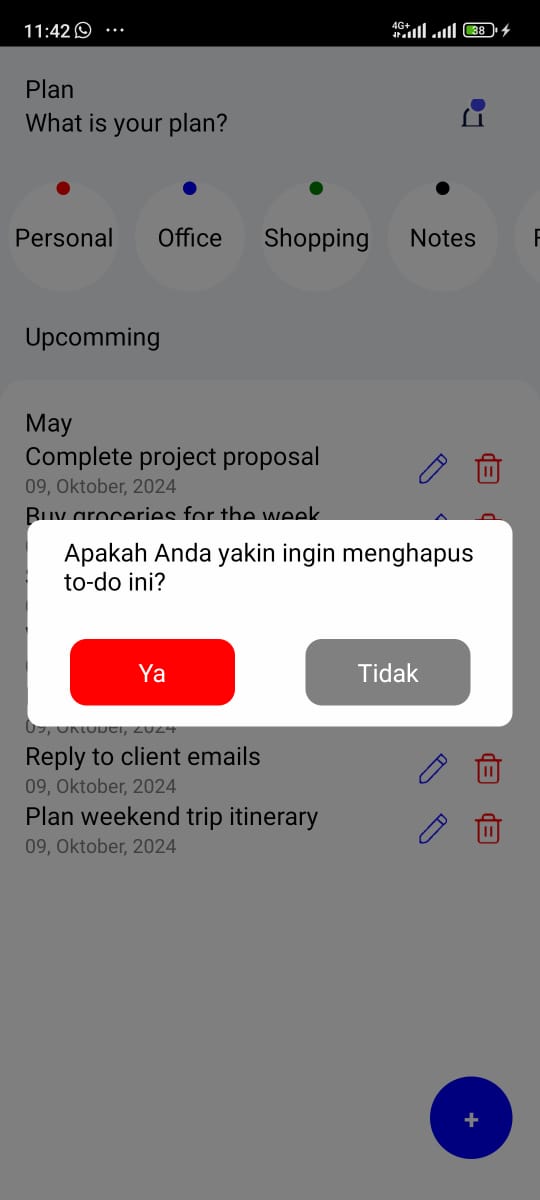 11:42
4G+
38
Plan
What is your plan?
Personal
Office
Shopping
Notes
Upcomming
May
Complete project proposal
09, Oktober, 2024
Buy groceries for the week
Apakah Anda yakin ingin menghapus
to-do ini?
Ya
Tidak
09, Oktober, 2024
Reply to client emails
09, Oktober, 2024
Plan weekend trip itinerary
09, Oktober, 2024
+